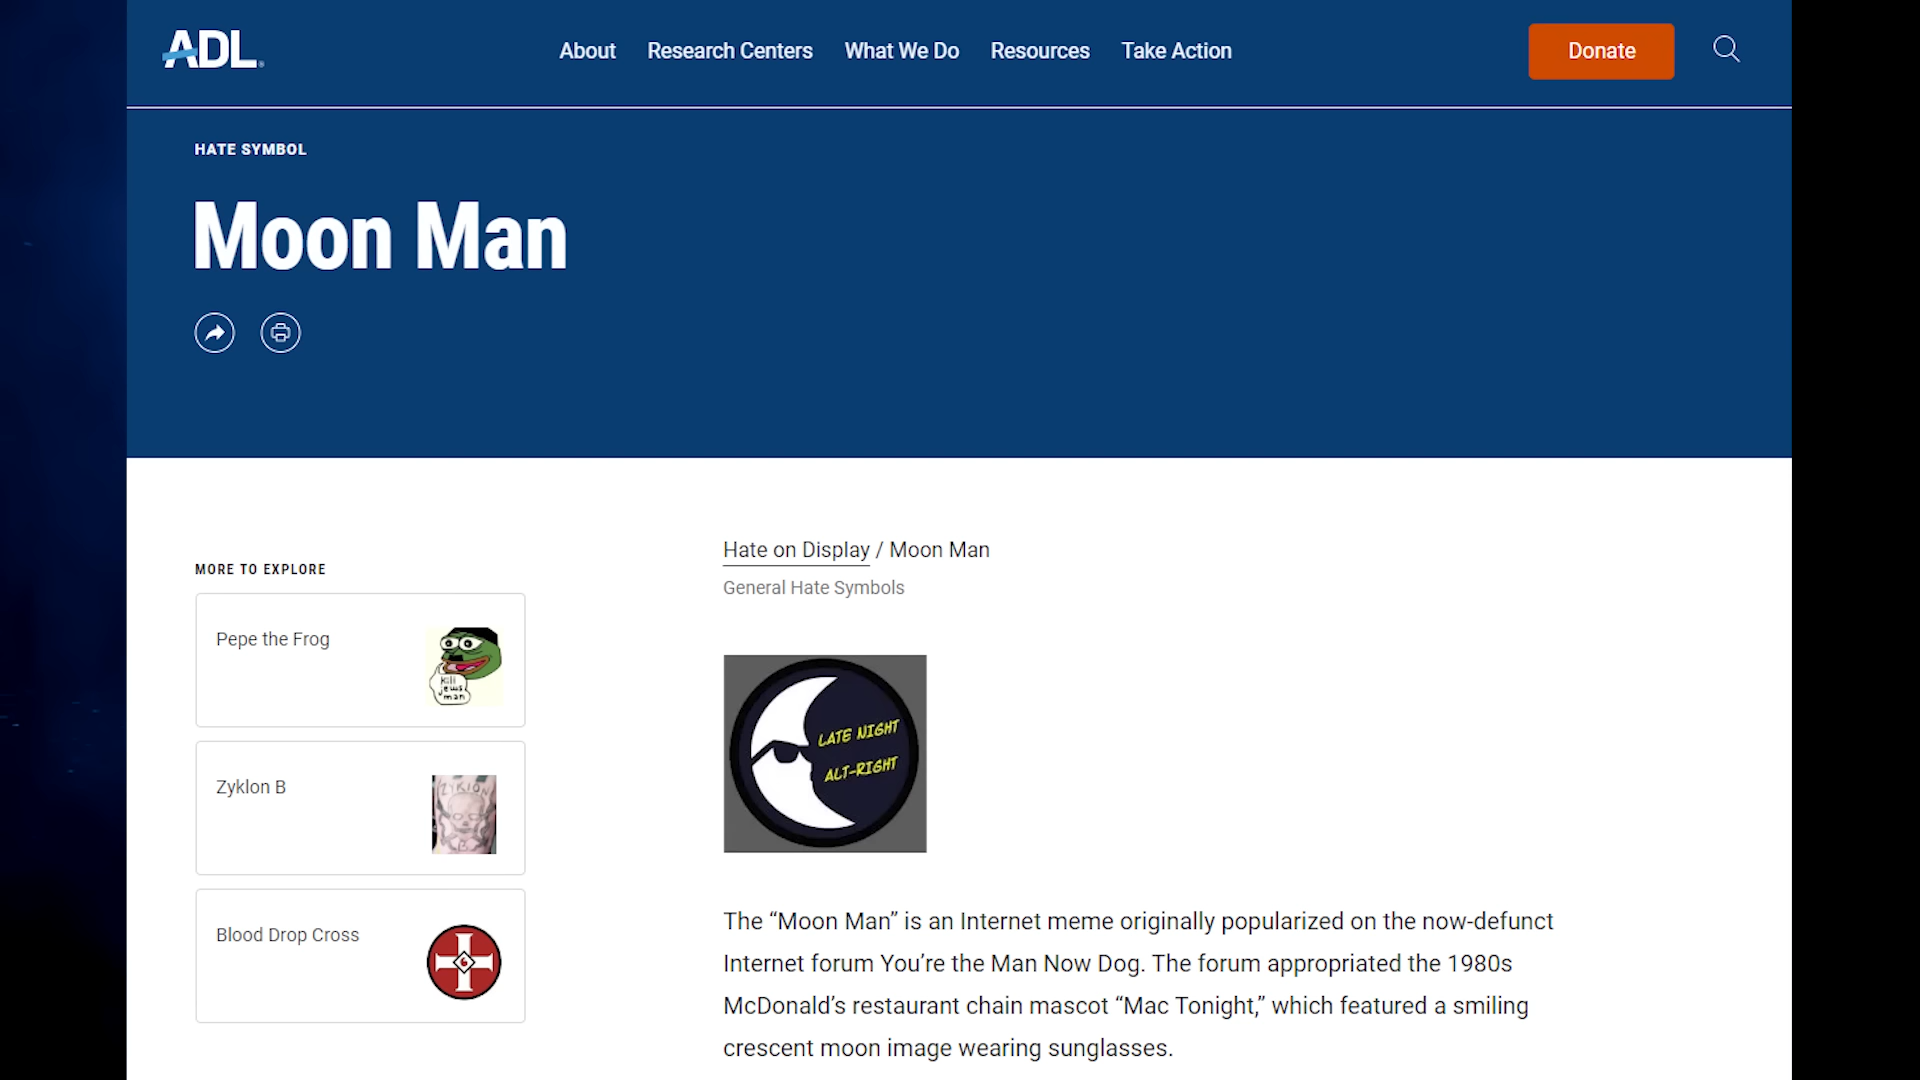 ADL
About
Research Centers
What We Do
Resources
Take Action
Donate
HATE SYMBOL
Moon Man
MORE TO EXPLORE
Pepe the Frog
kill
jews
man
Zyklon B
ZYKLON
B
Blood Drop Cross
Hate on Display / Moon Man
General Hate Symbols
LATE NIGHT
ALT-RIGHT
The “Moon Man” is an Internet meme originally popularized on the now-defunct
Internet forum You’re the Man Now Dog. The forum appropriated the 1980s
McDonald’s restaurant chain mascot “Mac Tonight,” which featured a smiling
crescent moon image wearing sunglasses.